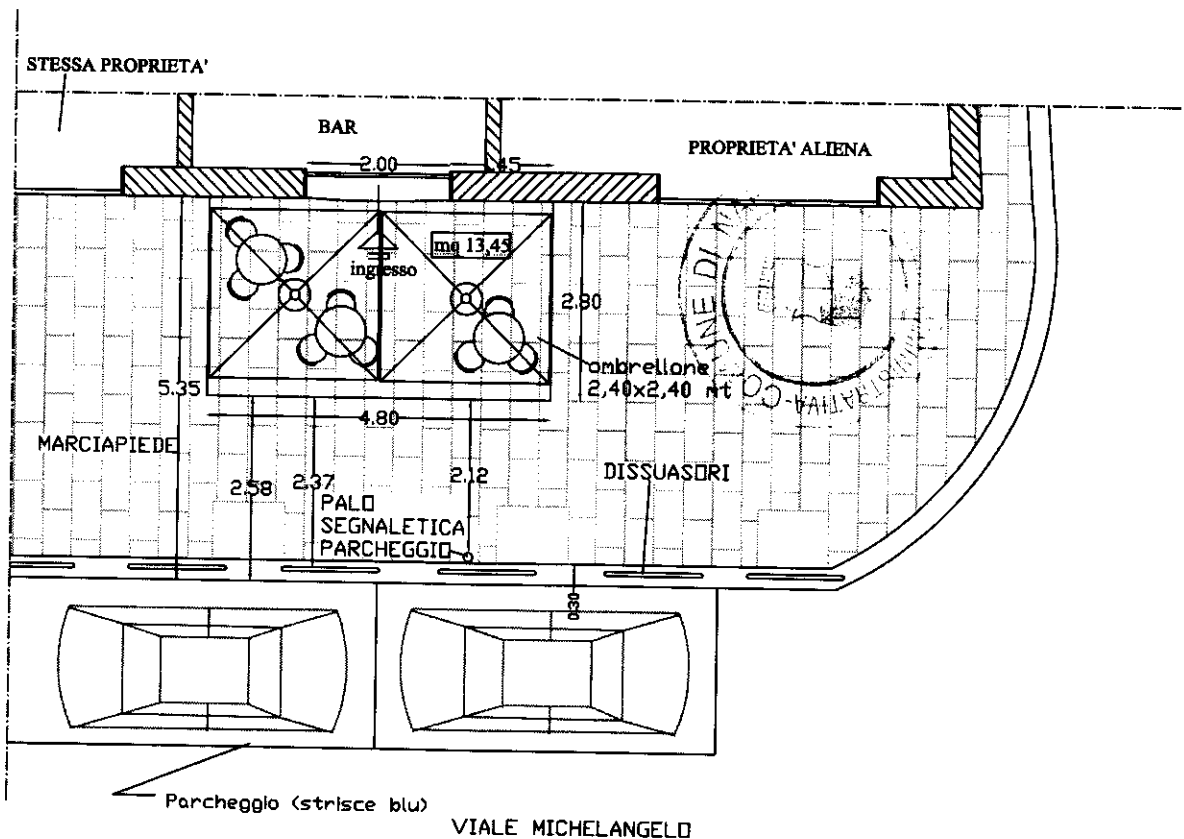 STESSA PROPRIETA'
BAR
PROPRIETA' ALIENA
2.00
.45
mq 13,45
ingresso
2.80
ombrellone
2,40x2,40 mt
5.35
4.80
MARCIAPIEDE
2.58
2.37
2.12
DISSUASORI
PALO
SEGNALETICA
PARCHEGGIO
0.30
COMUNE DI
Parcheggio (strisce blu)
VIALE MICHELANGELO